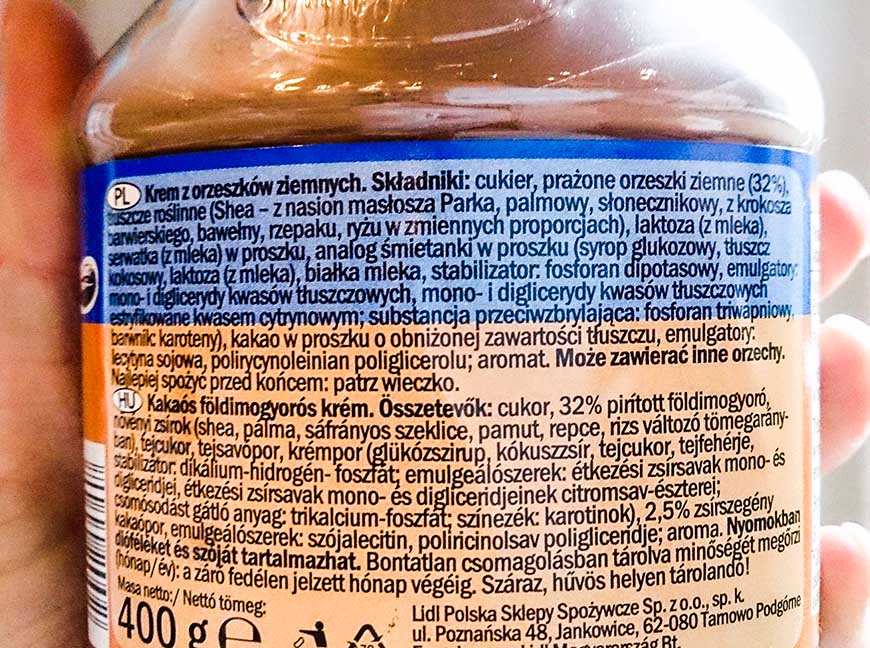 PL Krem z orzeszków ziemnych. Składniki: cukier, prażone orzeszki ziemne (32%),
tłuszcze roślinne (Shea – z nasion masłosza Parka, palmowy, słonecznikowy, z krokosza
barwierskiego, bawełny, rzepaku, ryżu w zmiennych proporcjach), laktoza (z mleka),
serwatka (z mleka) w proszku, analog śmietanki w proszku (syrop glukozowy, tłuszcz
kokosowy, laktoza (z mleka), białka mleka, stabilizator: fosforan dipotasowy, emulgatory:
mono- i diglicerydy kwasów tłuszczowych, mono- i diglicerydy kwasów tłuszczowych
estryfikowane kwasem cytrynowym; substancja przeciwzbrylająca: fosforan triwapniowy,
barwnik: karoteny), kakao w proszku o obniżonej zawartości tłuszczu, emulgatory:
lecytyna sojowa, polirycynoleinian poliglicerolu; aromat. Może zawierać inne orzechy.
Najlepiej spożyć przed końcem: patrz wieczko.
HU Kakaós földimogyorós krém. Összetevők: cukor, 32% pirított földimogyoró,
növényi zsírok (shea, pálma, sáfrányos szeklice, pamut, repce, rizs változó tömegarány-
ban), tejcukor, tejsavópor, krémpor (glükózszirup, kókuszzsír, tejcukor, tejfehérje,
stabilizátor: dikálium-hidrogén- foszfát; emulgeálószerek: étkezési zsírsavak mono- és
digliceridjei, étkezési zsírsavak mono- és digliceridjeinek citromsav-észterei;
csomósodást gátló anyag: trikalcium-foszfát; színezék: karotinok), 2,5% zsírszegény
kakaópor, emulgeálószerek: szójalecitin, poliricinolsav poligliceridje; aroma. Nyomokban
dióféléket és szóját tartalmazhat. Bontatlan csomagolásban tárolva minőségét megőrzi
(hónap/év): a záró fedélen jelzett hónap végéig. Száraz, hűvös helyen tárolandó!
Masa netto:/ Nettó tömeg:
400 g e
Lidl Polska Sklepy Spożywcze Sp. z o.o., sp. k.
ul. Poznańska 48, Jankowice, 62-080 Tarnowo Podgórne
Lidl Magyarország Bt.